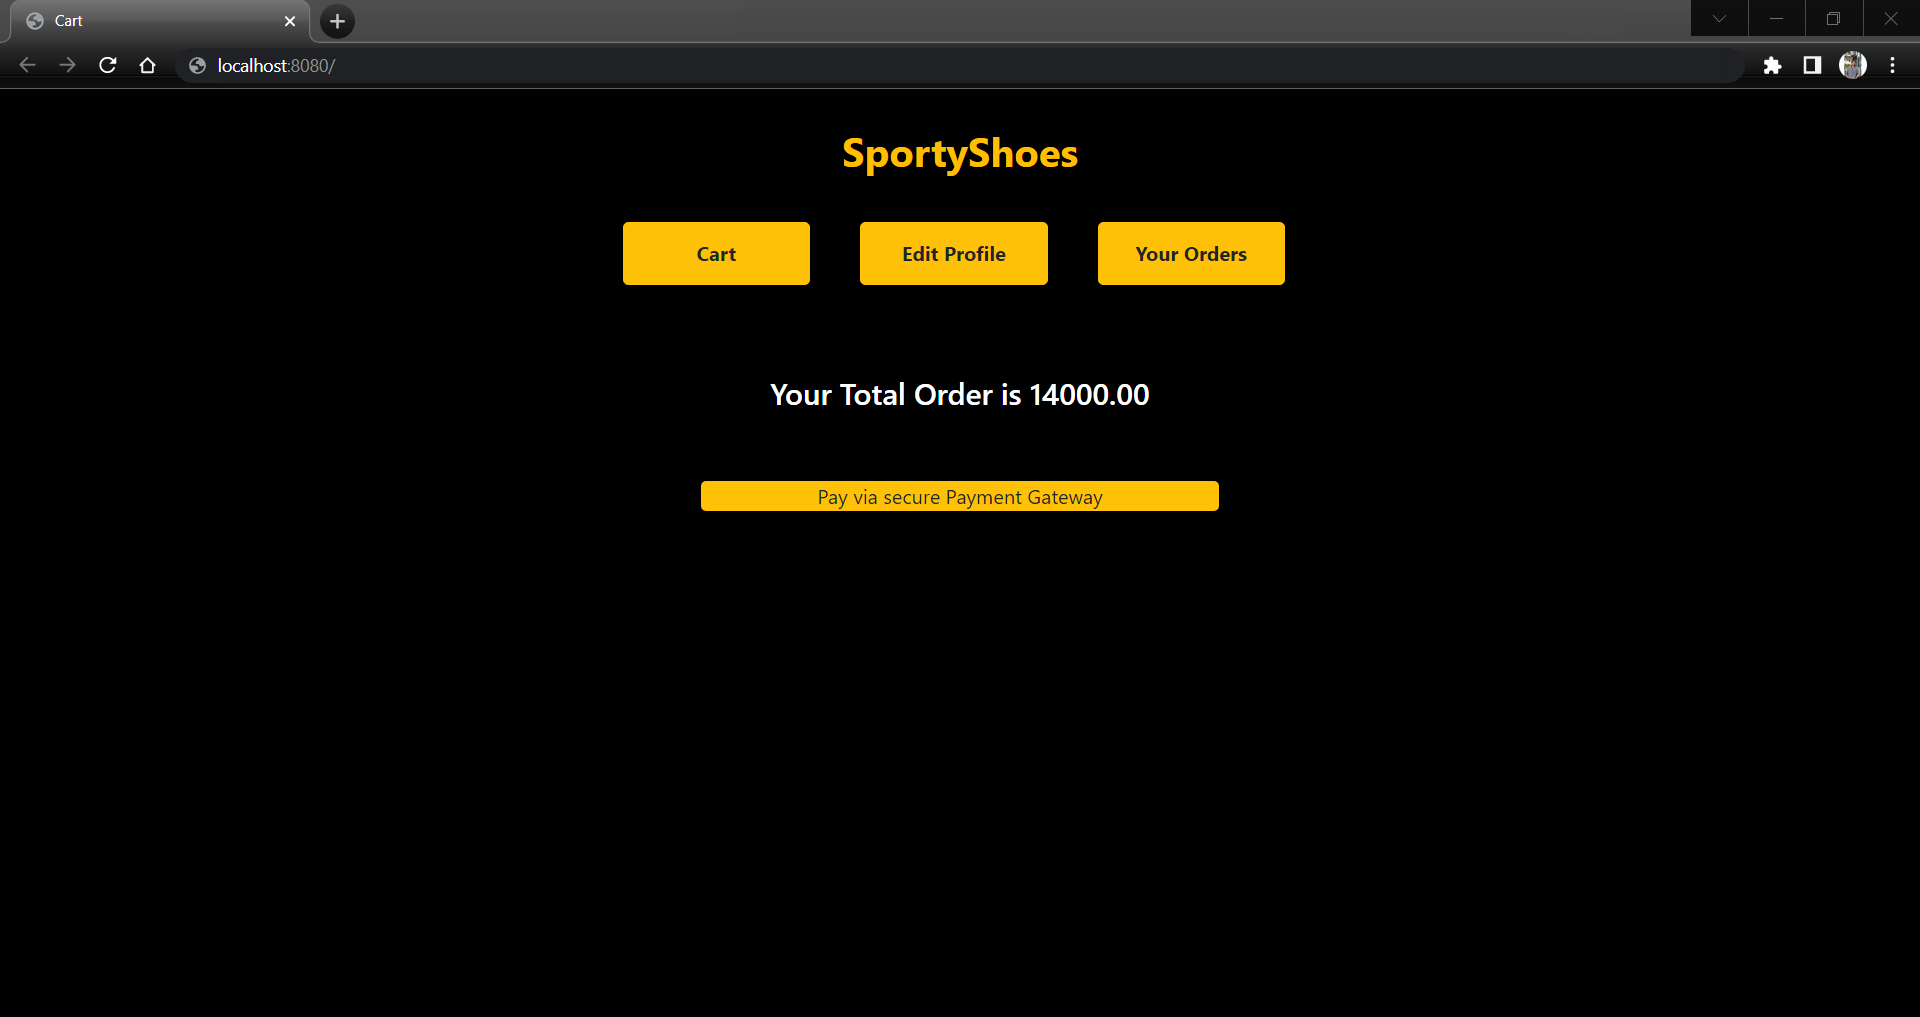 Cart
localhost:8080/
SportyShoes
Cart
Edit Profile
Your Orders
Your Total Order is 14000.00
Pay via secure Payment Gateway